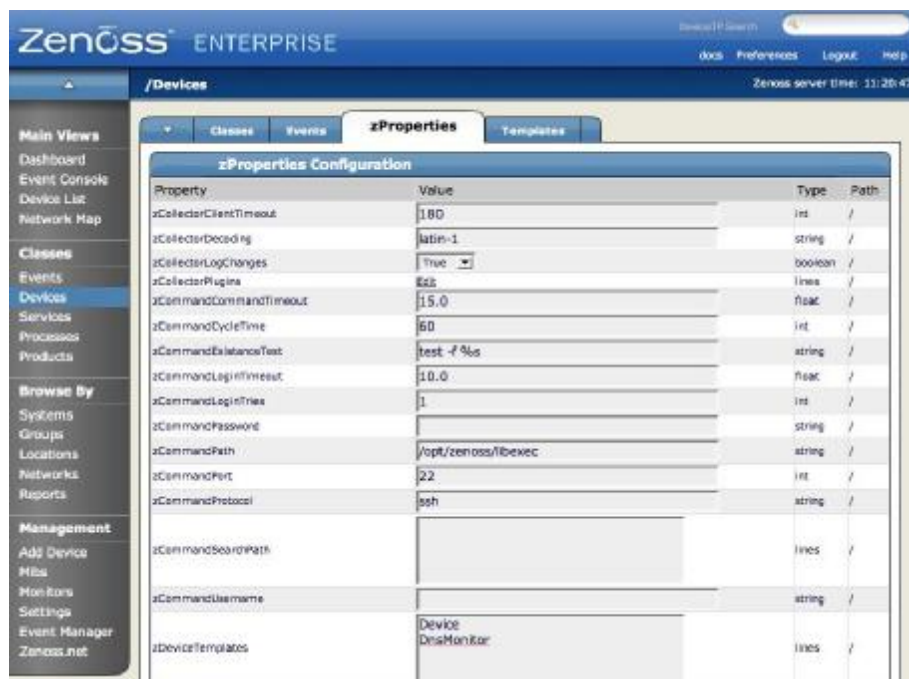 Zenoss ENTERPRISE
Device/IP Search
docs Preferences Logout Help
/Devices
Zenoss server time: 11:20:47
Main Views
Dashboard
Event Console
Device List
Network Map
Classes
Events
Devices
Services
Processes
Products
Browse By
Systems
Groups
Locations
Networks
Reports
Management
Add Device
Mibs
Monitors
Settings
Event Manager
Zenoss.net
Classes Events zProperties Templates
zProperties Configuration
Property Value Type Path
zCollectorClientTimeout 180 int /
zCollectorDecoding latin-1 string /
zCollectorLogChanges True boolean /
zCollectorPlugins Edit lines /
zCommandCommandTimeout 15.0 float /
zCommandCycleTime 60 int /
zCommandExistanceTest test -f %s string /
zCommandLoginTimeout 10.0 float /
zCommandLoginTries 1 int /
zCommandPassword string /
zCommandPath /opt/zenoss/libexec string /
zCommandPort 22 int /
zCommandProtocol ssh string /
zCommandSearchPath lines /
zCommandUsername string /
zDeviceTemplates Device lines /
DnsMonitor